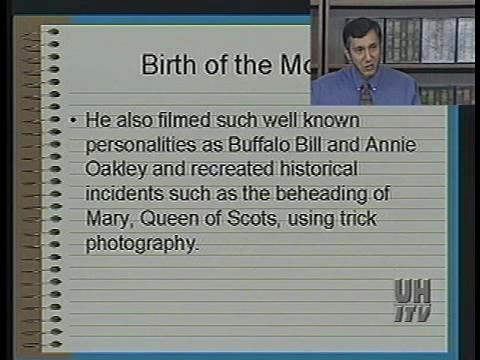 Birth of the Mo
• He also filmed such well known
personalities as Buffalo Bill and Annie
Oakley and recreated historical
incidents such as the beheading of
Mary, Queen of Scots, using trick
photography.
UH
ITV